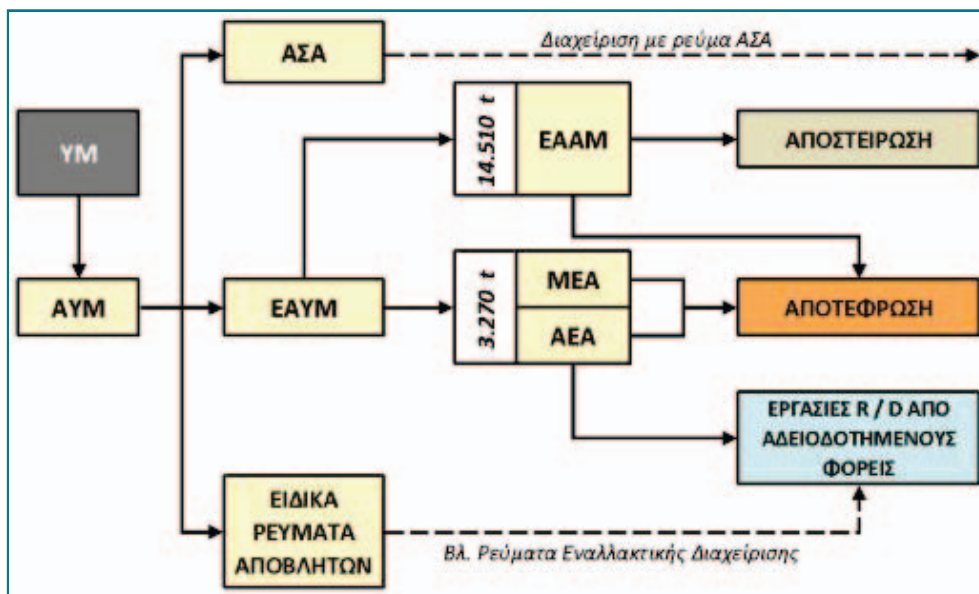 ΑΣΑ
Διαχείριση με ρεύμα ΑΣΑ
ΥΜ
14.510 t
ΕΑΑΜ
ΑΠΟΣΤΕΙΡΩΣΗ
ΑΥΜ
ΕΑΥΜ
3.270 t
ΜΕΑ
ΑΕΑ
ΑΠΟΤΕΦΡΩΣΗ
ΕΡΓΑΣΙΕΣ R / D ΑΠΟ
ΑΔΕΙΟΔΟΤΗΜΕΝΟΥΣ
ΦΟΡΕΙΣ
ΕΙΔΙΚΑ
ΡΕΥΜΑΤΑ
ΑΠΟΒΛΗΤΩΝ
Βλ. Ρεύματα Εναλλακτικής Διαχείρισης